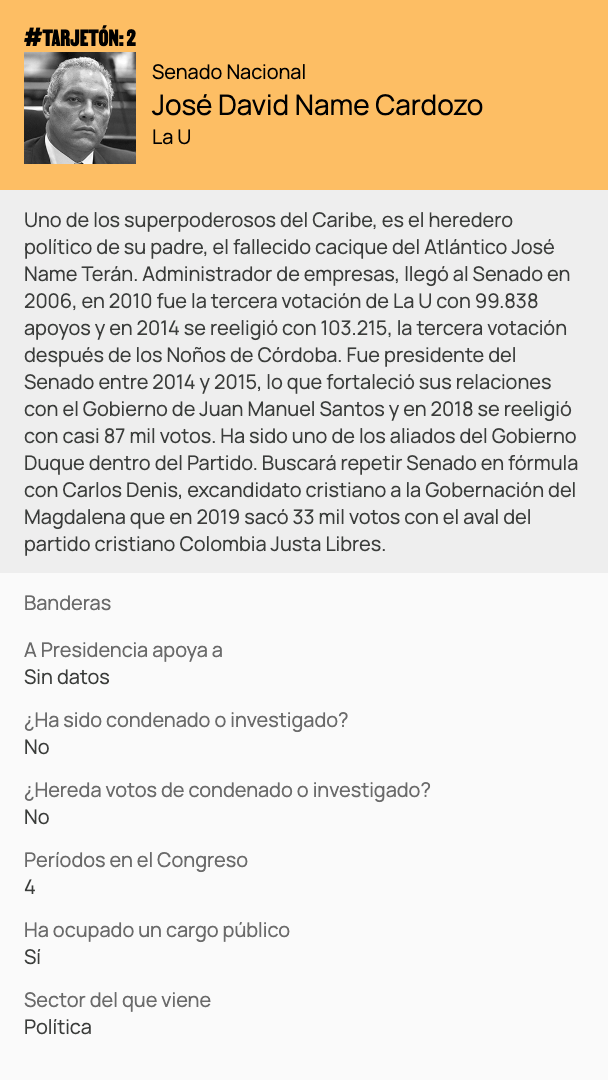 #TARJETÓN: 2
Senado Nacional
José David Name Cardozo
La U
Uno de los superpoderosos del Caribe, es el heredero
político de su padre, el fallecido cacique del Atlántico José
Name Terán. Administrador de empresas, llegó al Senado en
2006, en 2010 fue la tercera votación de La U con 99.838
apoyos y en 2014 se reeligió con 103.215, la tercera votación
después de los Noños de Córdoba. Fue presidente del
Senado entre 2014 y 2015, lo que fortaleció sus relaciones
con el Gobierno de Juan Manuel Santos y en 2018 se reeligió
con casi 87 mil votos. Ha sido uno de los aliados del Gobierno
Duque dentro del Partido. Buscará repetir Senado en fórmula
con Carlos Denis, excandidato cristiano a la Gobernación del
Magdalena que en 2019 sacó 33 mil votos con el aval del
partido cristiano Colombia Justa Libres.
Banderas
A Presidencia apoya a
Sin datos
¿Ha sido condenado o investigado?
No
¿Hereda votos de condenado o investigado?
No
Períodos en el Congreso
4
Ha ocupado un cargo público
Sí
Sector del que viene
Política